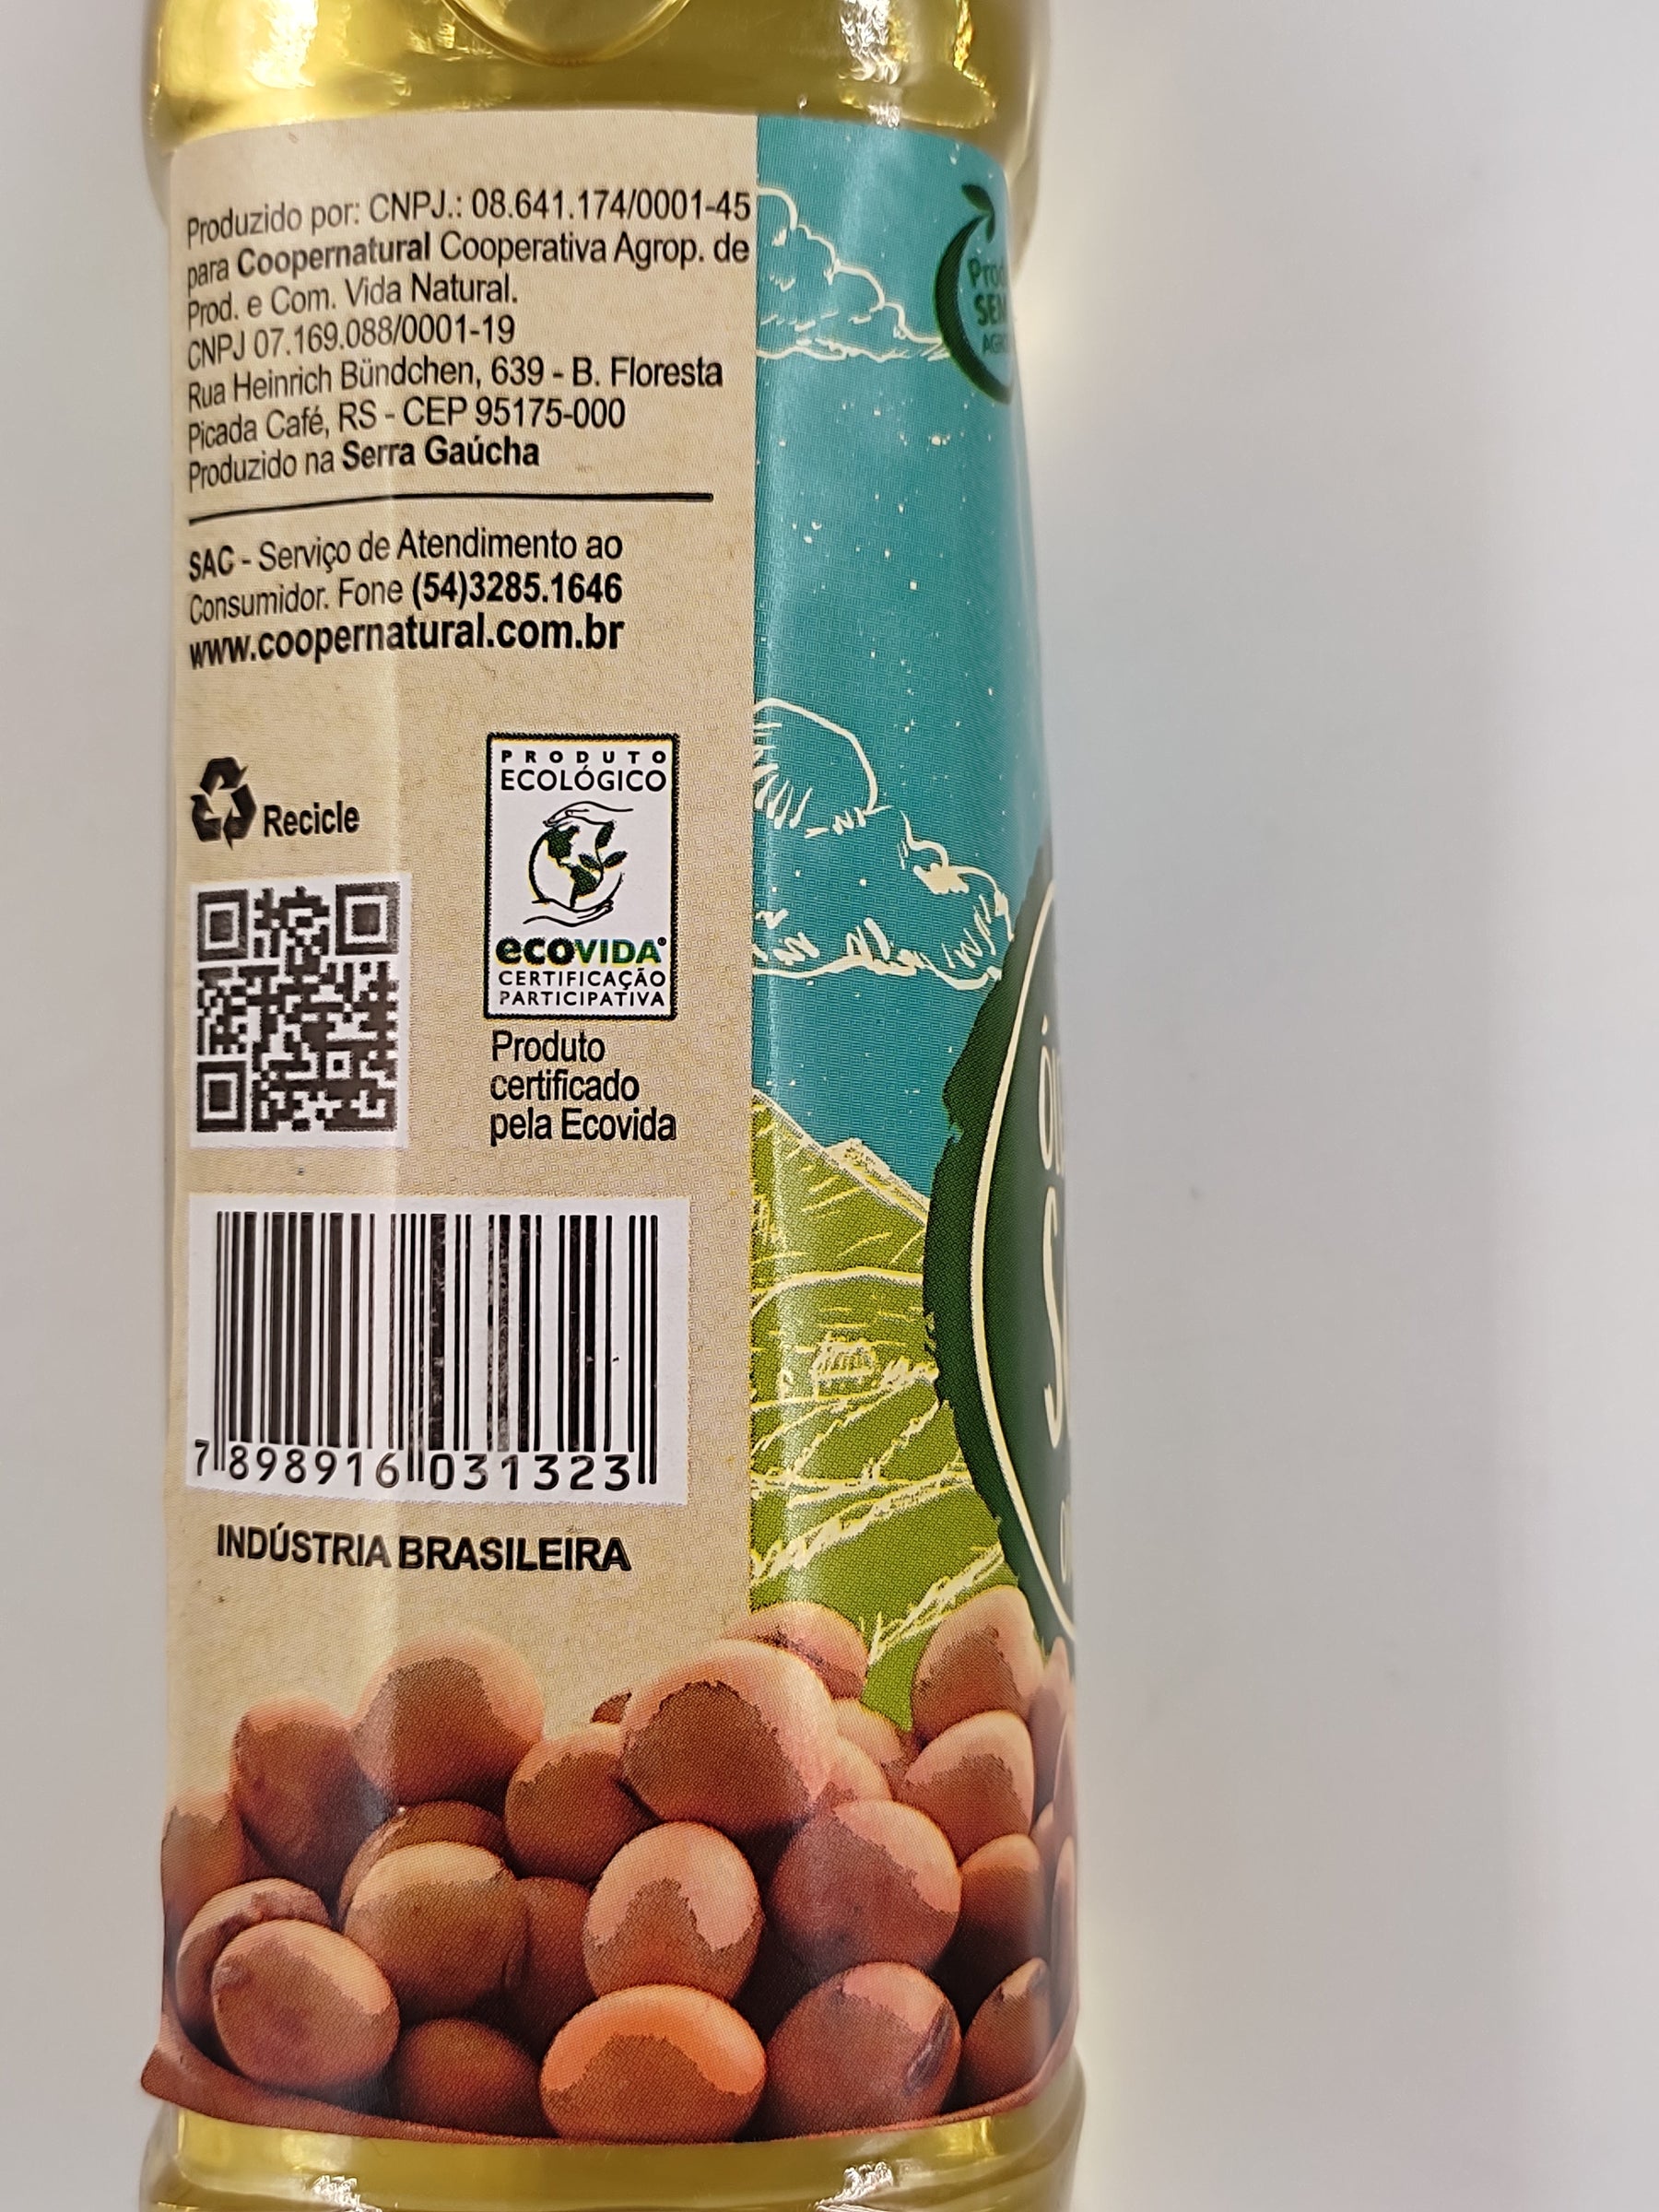 Produzido por: CNPJ.: 08.641.174/0001-45
para Coopernatural Cooperativa Agrop. de
Prod. e Com. Vida Natural.
CNPJ 07.169.088/0001-19
Rua Heinrich Bündchen, 639 - B. Floresta
Picada Café, RS - CEP 95175-000
Produzido na Serra Gaúcha
SAC - Serviço de Atendimento ao
Consumidor. Fone (54)3285.1646
www.coopernatural.com.br
Recicle
PRODUTO
ECOLÓGICO
ecoVIDA®
CERTIFICAÇÃO
PARTICIPATIVA
Produto
certificado
pela Ecovida
7 898916 031323
INDÚSTRIA BRASILEIRA
SEM